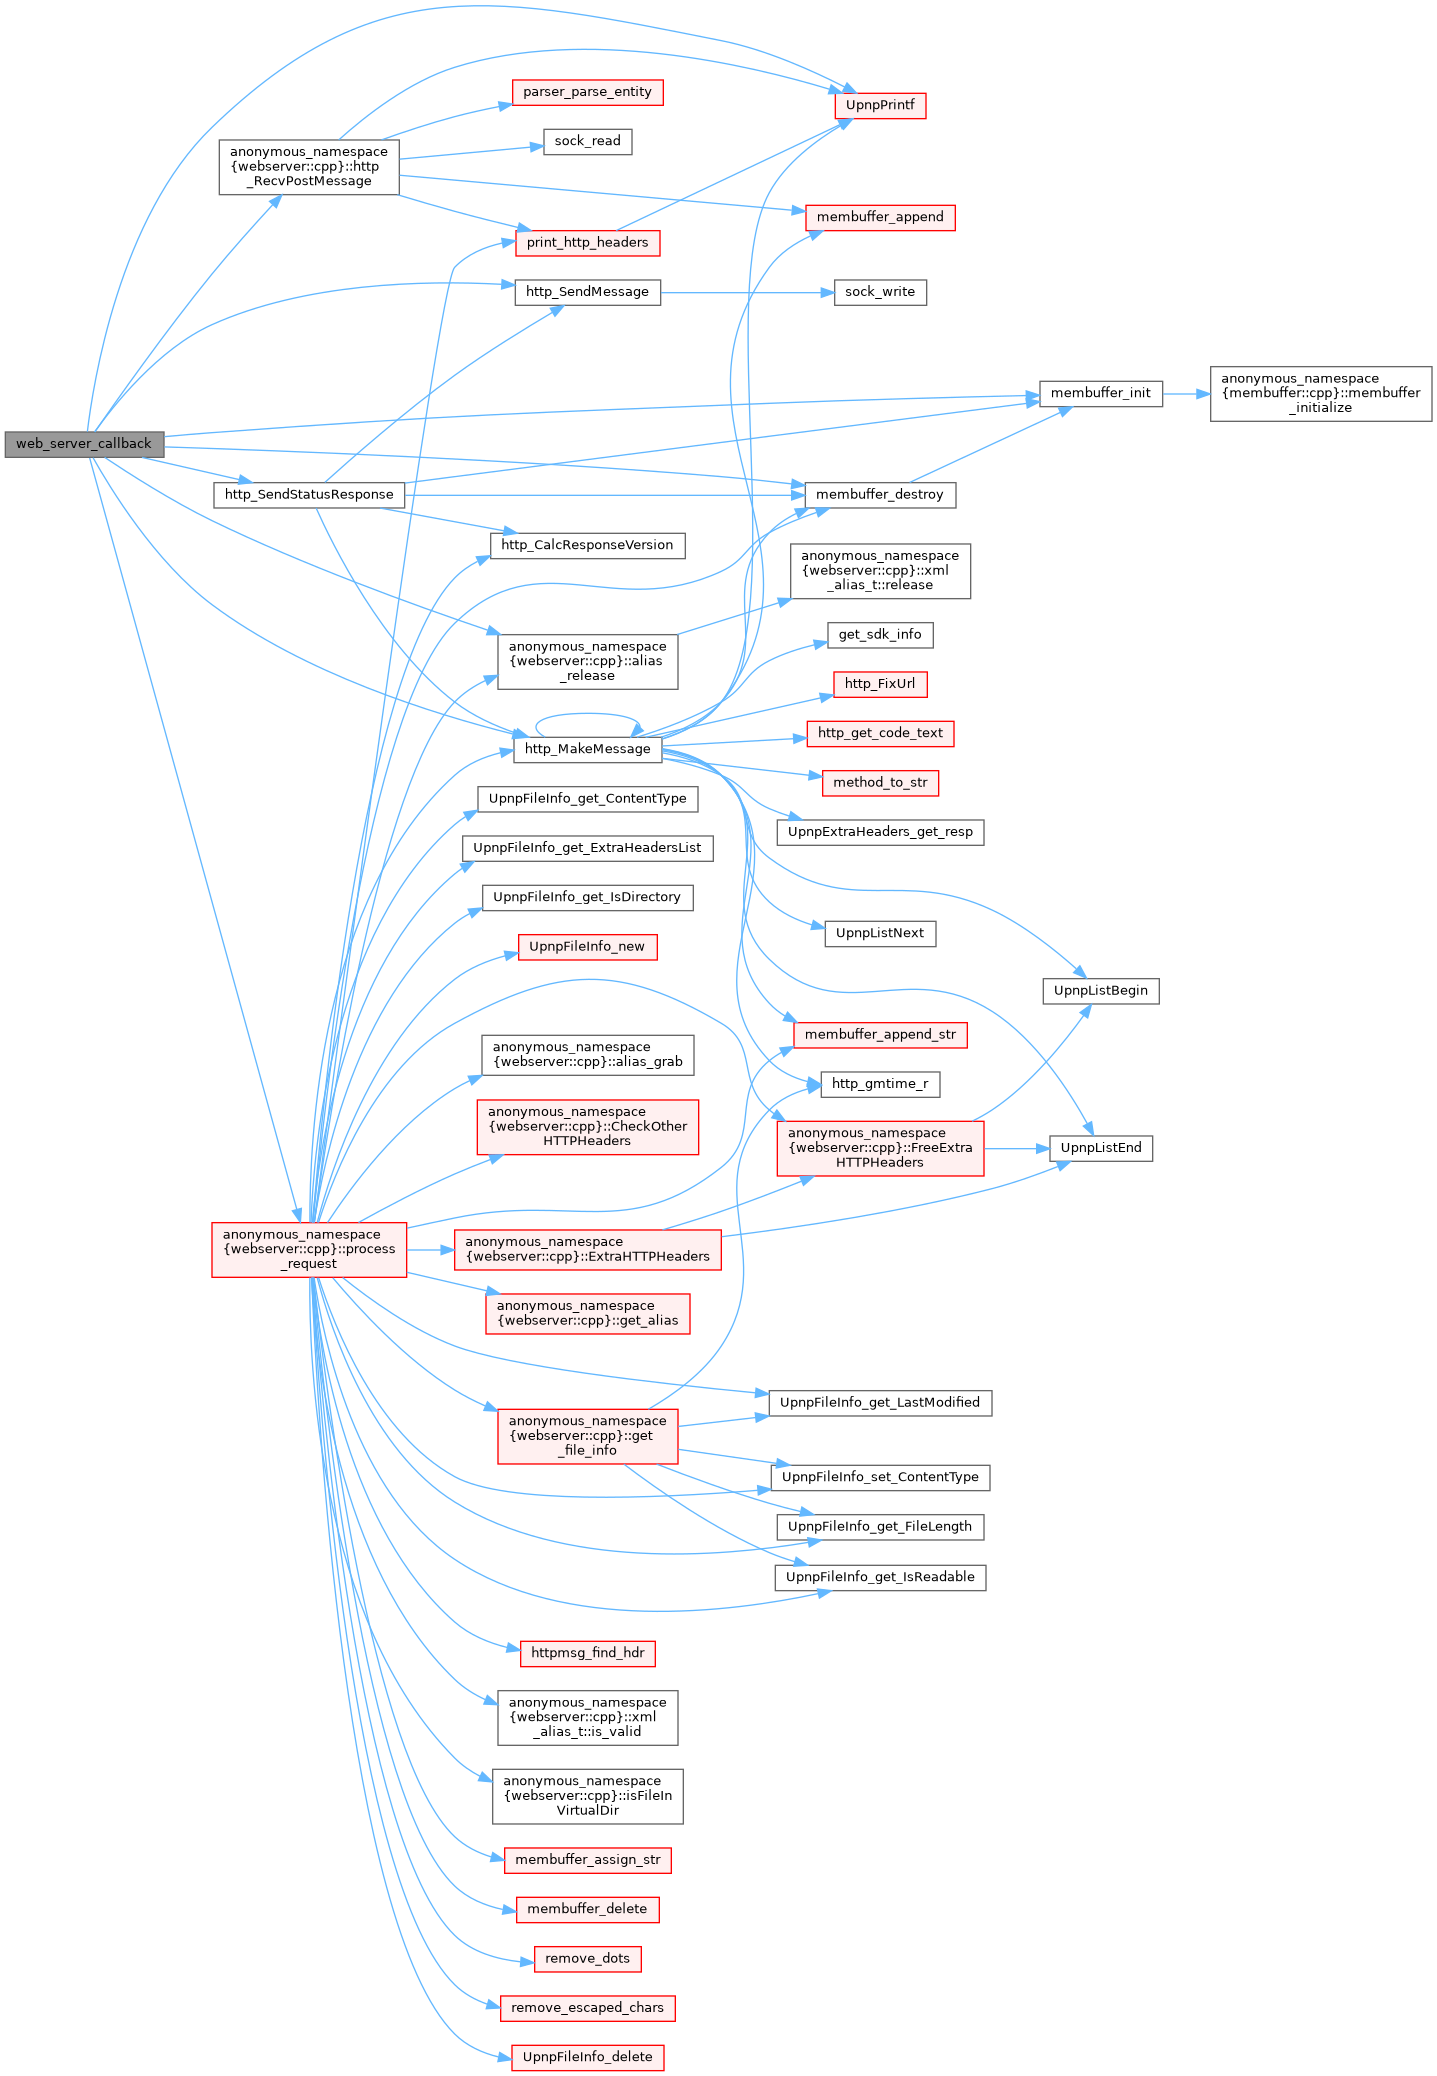 UpnpPrintf
parser_parse_entity
sock_read
anonymous_namespace
{webserver::cpp}::http
_RecvPostMessage
membuffer_append
print_http_headers
http_SendMessage
sock_write
anonymous_namespace
{membuffer::cpp}::membuffer
_initialize
membuffer_init
web_server_callback
http_SendStatusResponse
membuffer_destroy
http_CalcResponseVersion
anonymous_namespace
{webserver::cpp}::xml
_alias_t::release
get_sdk_info
anonymous_namespace
{webserver::cpp}::alias
_release
http_FixUrl
http_get_code_text
http_MakeMessage
method_to_str
UpnpFileInfo_get_ContentType
UpnpExtraHeaders_get_resp
UpnpFileInfo_get_ExtraHeadersList
UpnpFileInfo_get_IsDirectory
UpnpListNext
UpnpFileInfo_new
UpnpListBegin
membuffer_append_str
anonymous_namespace
{webserver::cpp}::alias_grab
http_gmtime_r
anonymous_namespace
{webserver::cpp}::CheckOther
HTTPHeaders
anonymous_namespace
{webserver::cpp}::FreeExtra
HTTPHeaders
UpnpListEnd
anonymous_namespace
{webserver::cpp}::process
_request
anonymous_namespace
{webserver::cpp}::ExtraHTTPHeaders
anonymous_namespace
{webserver::cpp}::get_alias
UpnpFileInfo_get_LastModified
anonymous_namespace
{webserver::cpp}::get
_file_info
UpnpFileInfo_set_ContentType
UpnpFileInfo_get_FileLength
UpnpFileInfo_get_IsReadable
httpmsg_find_hdr
anonymous_namespace
{webserver::cpp}::xml
_alias_t::is_valid
anonymous_namespace
{webserver::cpp}::isFileIn
VirtualDir
membuffer_assign_str
membuffer_delete
remove_dots
remove_escaped_chars
UpnpFileInfo_delete